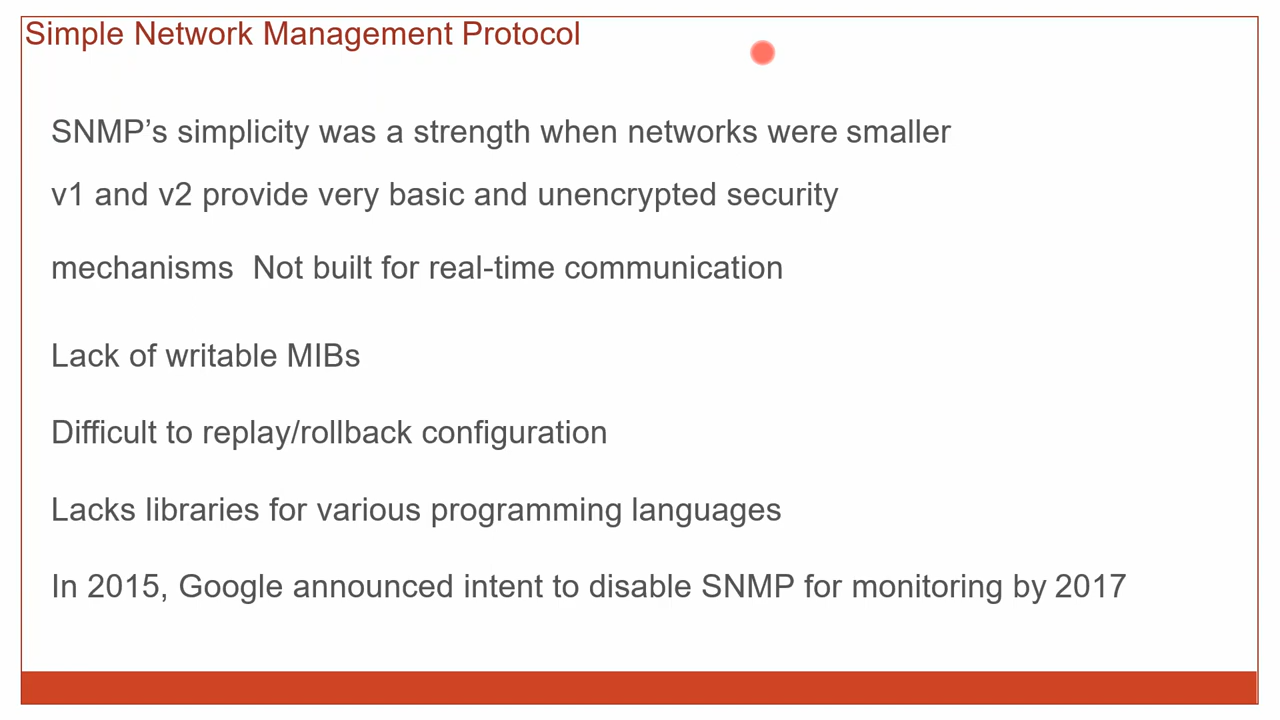 Simple Network Management Protocol
SNMP’s simplicity was a strength when networks were smaller
v1 and v2 provide very basic and unencrypted security
mechanisms  Not built for real-time communication
Lack of writable MIBs
Difficult to replay/rollback configuration
Lacks libraries for various programming languages
In 2015, Google announced intent to disable SNMP for monitoring by 2017